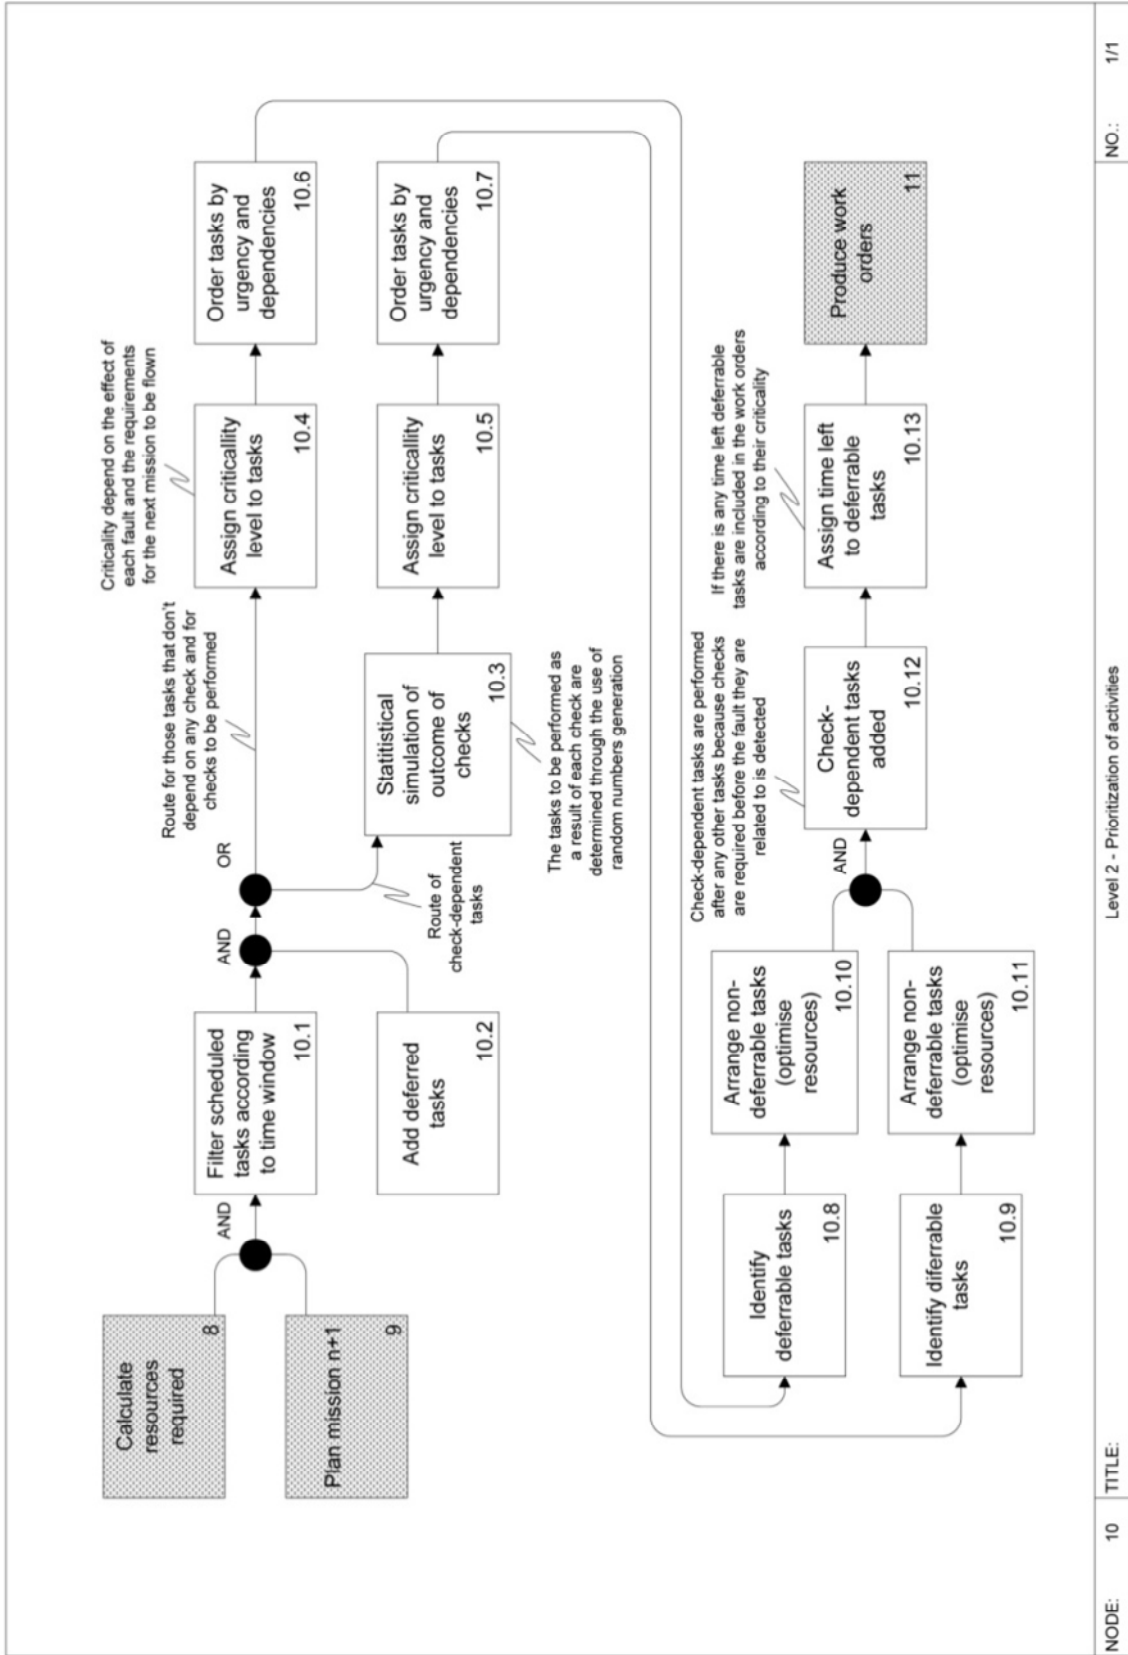 Calculate
resources
required
8
Plan mission n+1
9
AND
Filter scheduled
tasks according
to time window
10.1
Add deferred
tasks
10.2
AND
OR
Route for those tasks that don't
depend on any check and for
checks to be performed
Route of
check-dependent
tasks
Statitistical
simulation of
outcome of
checks
10.3
The tasks to be performed as
a result of each check are
determined through the use of
random numbers generation
Criticality depend on the effect of
each fault and the requirements
for the next mission to be flown
Assign criticallity
level to tasks
10.4
Assign criticallity
level to tasks
10.5
Order tasks by
urgency and
dependencies
10.6
Order tasks by
urgency and
dependencies
10.7
Identify
deferrable tasks
10.8
Identify diferrable
tasks
10.9
Arrange non-
deferrable tasks
(optimise
resources)
10.10
Arrange non-
deferrable tasks
(optimise
resources)
10.11
AND
Check-dependent tasks are performed
after any other tasks because checks
are required before the fault they are
related to is detected
Check-
dependent tasks
added
10.12
If there is any time left deferrable
tasks are included in the work orders
according to their criticality
Assign time left
to deferrable
tasks
10.13
Produce work
orders
11
NODE: 10
TITLE: Level 2 - Prioritization of activities
NO.: 1/1